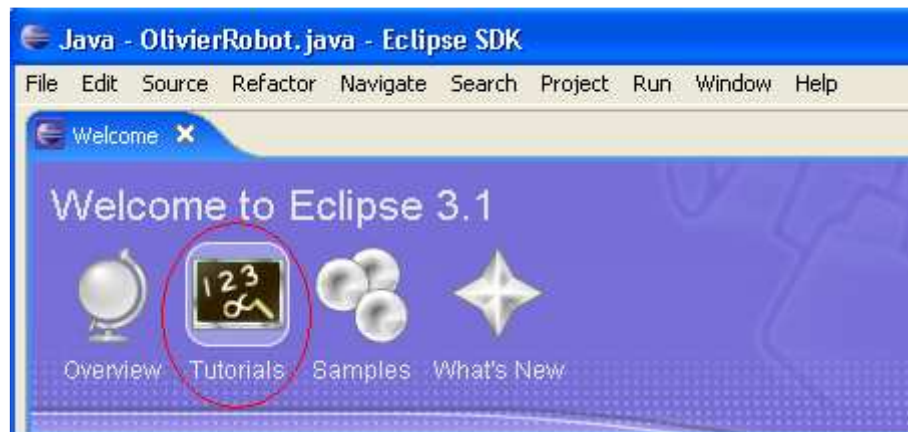 Java - OlivierRobot.java - Eclipse SDK
File Edit Source Refactor Navigate Search Project Run Window Help
Welcome
Welcome to Eclipse 3.1
123
Overview Tutorials Samples What's New